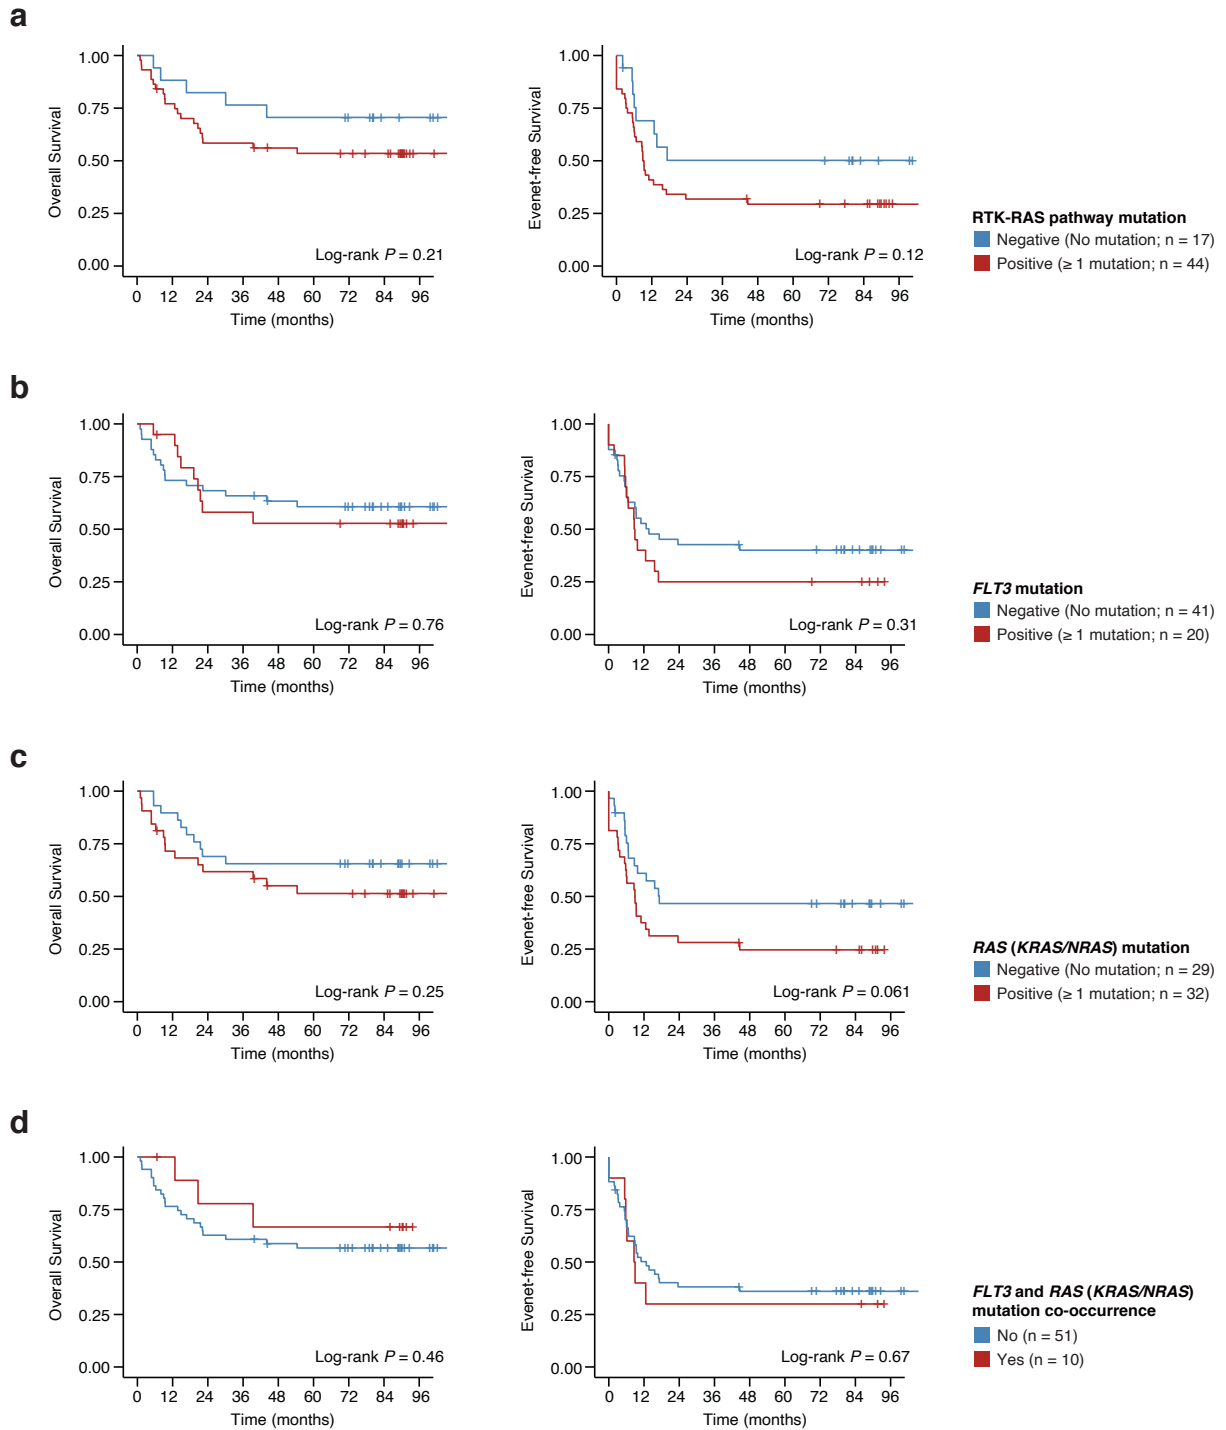 a
Overall Survival
1.00
0.75
0.50
0.25
0.00
Log-rank P = 0.21
0 12 24 36 48 60 72 84 96
Time (months)
Evenet-free Survival
1.00
0.75
0.50
0.25
0.00
Log-rank P = 0.12
0 12 24 36 48 60 72 84 96
Time (months)
RTK-RAS pathway mutation
Negative (No mutation; n = 17)
Positive (≥ 1 mutation; n = 44)
b
Overall Survival
1.00
0.75
0.50
0.25
0.00
Log-rank P = 0.76
0 12 24 36 48 60 72 84 96
Time (months)
Evenet-free Survival
1.00
0.75
0.50
0.25
0.00
Log-rank P = 0.31
0 12 24 36 48 60 72 84 96
Time (months)
FLT3 mutation
Negative (No mutation; n = 41)
Positive (≥ 1 mutation; n = 20)
c
Overall Survival
1.00
0.75
0.50
0.25
0.00
Log-rank P = 0.25
0 12 24 36 48 60 72 84 96
Time (months)
Evenet-free Survival
1.00
0.75
0.50
0.25
0.00
Log-rank P = 0.061
0 12 24 36 48 60 72 84 96
Time (months)
RAS (KRAS/NRAS) mutation
Negative (No mutation; n = 29)
Positive (≥ 1 mutation; n = 32)
d
Overall Survival
1.00
0.75
0.50
0.25
0.00
Log-rank P = 0.46
0 12 24 36 48 60 72 84 96
Time (months)
Evenet-free Survival
1.00
0.75
0.50
0.25
0.00
Log-rank P = 0.67
0 12 24 36 48 60 72 84 96
Time (months)
FLT3 and RAS (KRAS/NRAS)
mutation co-occurrence
No (n = 51)
Yes (n = 10)